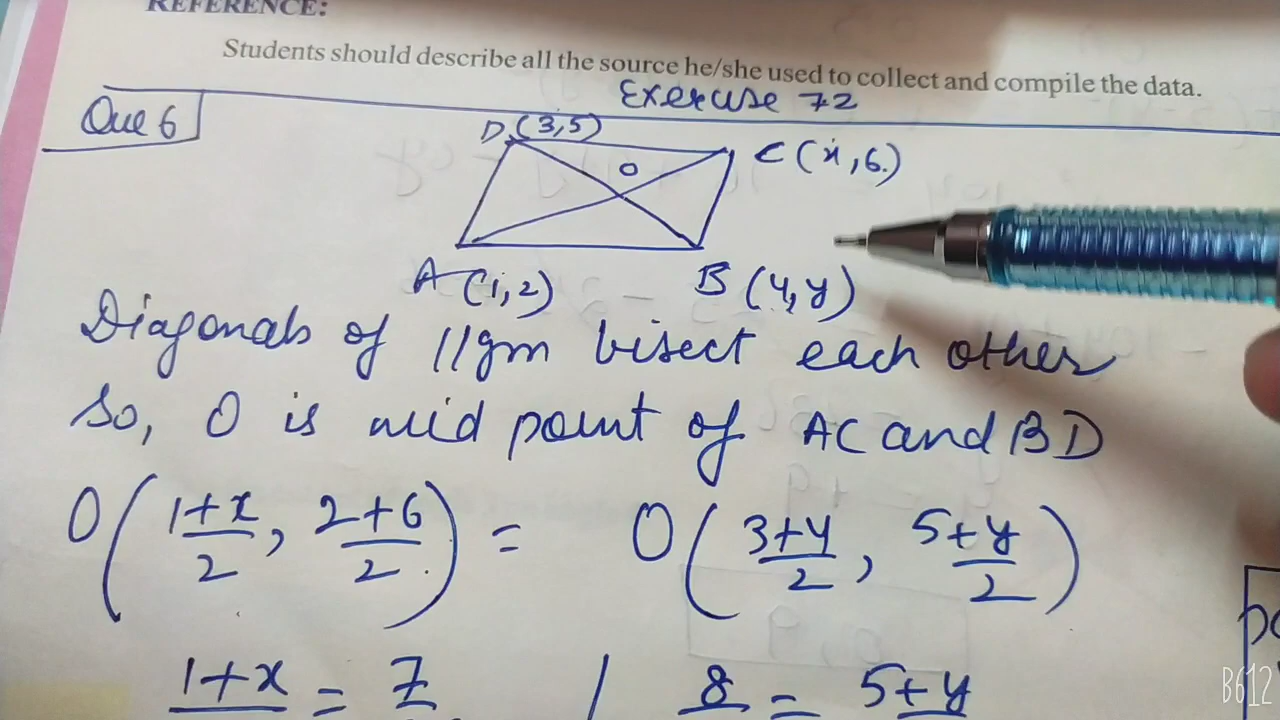 REFERENCE:
Students should describe all the source he/she used to collect and compile the data.
Exercise 7.2
Que 6
D (3,5)
C (x, 6)
O
A (1,2)
B (4, y)
Diagonals of ||gm bisect each other
So, O is mid point of AC and BD
O(1+x/2, 2+6/2) = O(3+4/2, 5+y/2)
1+x = 7 / 8 = 5+y
B612